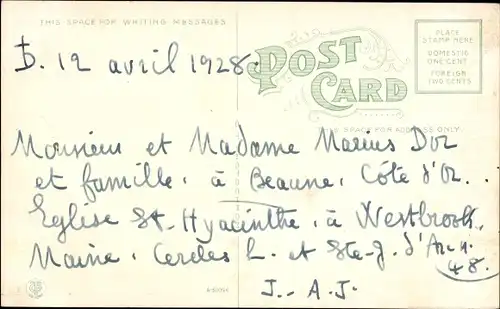 THIS SPACE FOR WRITING MESSAGES
POST CARD
PLACE
STAMP HERE
DOMESTIC
ONE CENT
FOREIGN
TWO CENTS
THIS SPACE FOR ADDRESS ONLY.
D. 12 avril 1928.
Monsieur et Madame Marius Dor
et famille. à Beaune. Côte d'Or.
Eglise St. Hyacinthe. à Westbrook.
Maine. Cercles L. et Ste-J. d'Arc. n.
48.
J. - A. J.